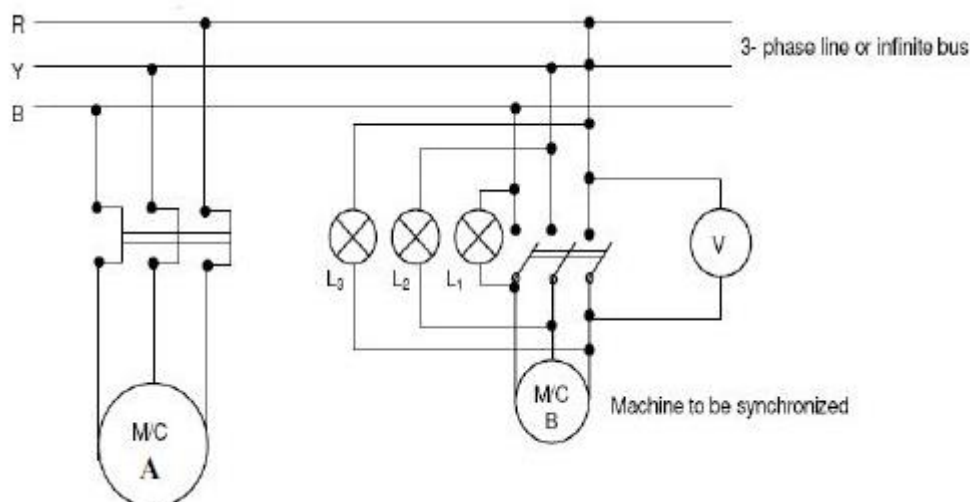 R
3- phase line or infinite bus
Y
B
L₃
L₂
L₁
V
M/C
A
M/C
B
Machine to be synchronized